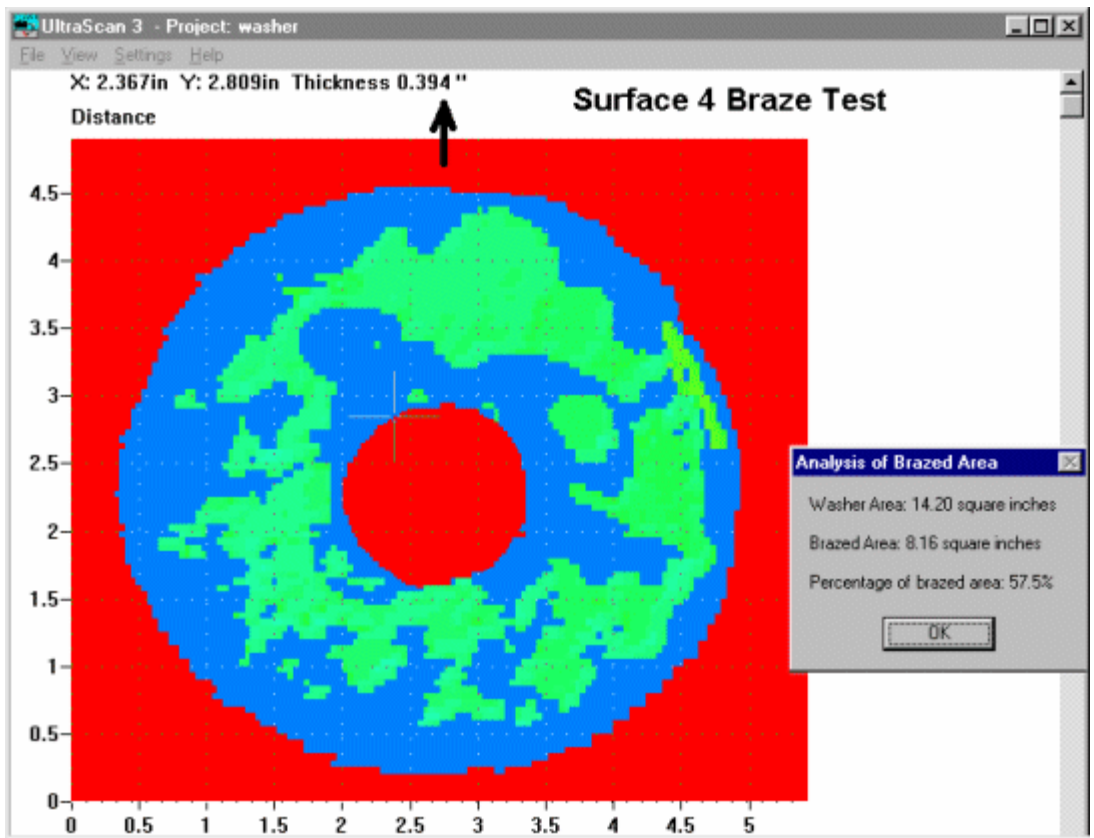 UltraScan 3 - Project: washer
File View Settings Help
X: 2.367in Y: 2.809in Thickness 0.394 "
Surface 4 Braze Test
Distance
4.5
4
3.5
3
2.5
2
1.5
1
0.5
0
0 0.5 1 1.5 2 2.5 3 3.5 4 4.5 5
Analysis of Brazed Area
Washer Area: 14.20 square inches
Brazed Area: 8.16 square inches
Percentage of brazed area: 57.5%
OK